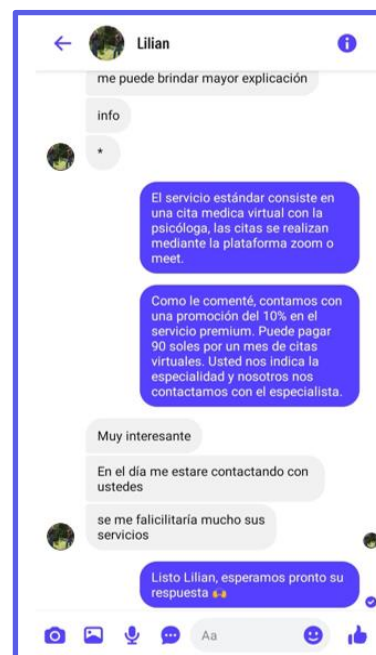 Lilian
me puede brindar mayor explicación
info
*
El servicio estándar consiste en
una cita medica virtual con la
psicóloga, las citas se realizan
mediante la plataforma zoom o
meet.
Como le comenté, contamos con
una promoción del 10% en el
servicio premium. Puede pagar
90 soles por un mes de citas
virtuales. Usted nos indica la
especialidad y nosotros nos
contactamos con el especialista.
Muy interesante
En el día me estare contactando con
ustedes
se me falicilitaría mucho sus
servicios
Listo Lilian, esperamos pronto su
respuesta 🙌
Aa